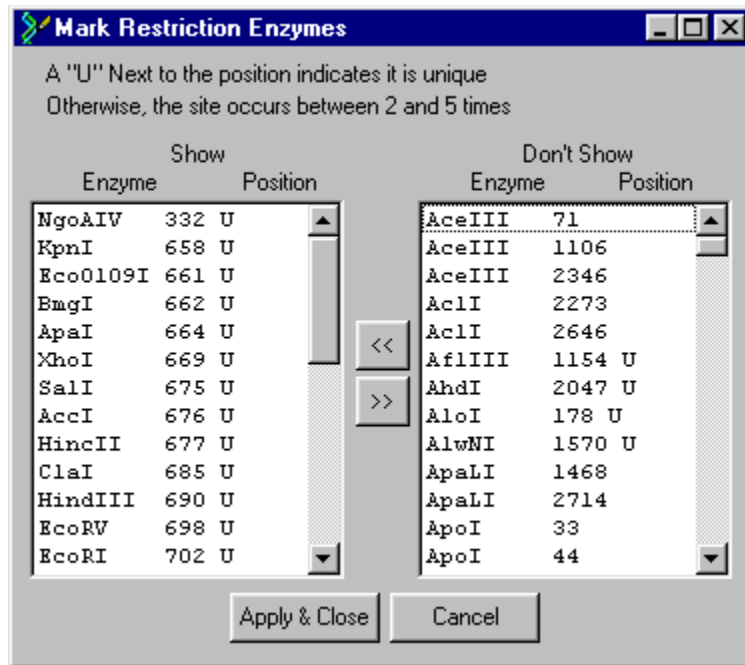 Mark Restriction Enzymes
A "U" Next to the position indicates it is unique
Otherwise, the site occurs between 2 and 5 times
Show
Enzyme Position
NgoAIV 332 U
KpnI 658 U
EcoO109I 661 U
BmgI 662 U
ApaI 664 U
XhoI 669 U
SalI 675 U
AccI 676 U
HincII 677 U
ClaI 685 U
HindIII 690 U
EcoRV 698 U
EcoRI 702 U
<<
>>
Don't Show
Enzyme Position
AceIII 71
AceIII 1106
AceIII 2346
AclI 2273
AclI 2646
AflIII 1154 U
AhdI 2047 U
AloI 178 U
AlwNI 1570 U
ApaLI 1468
ApaLI 2714
ApoI 33
ApoI 44
Apply & Close
Cancel